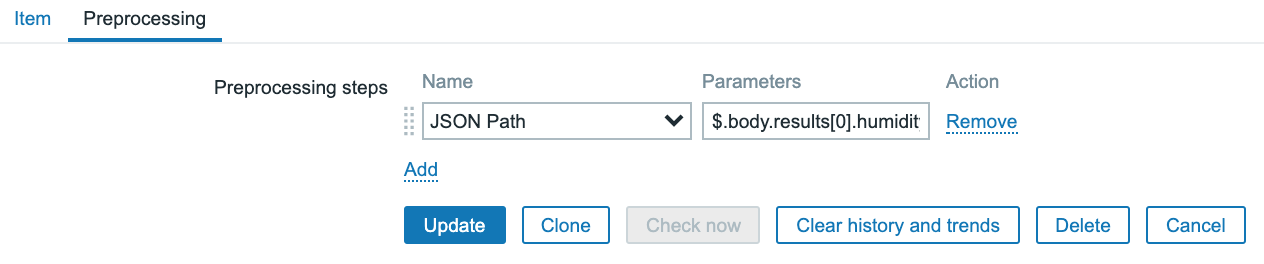 Item Preprocessing
Preprocessing steps Name Parameters Action
JSON Path $.body.results[0].humidit Remove
Add
Update Clone Check now Clear history and trends Delete Cancel